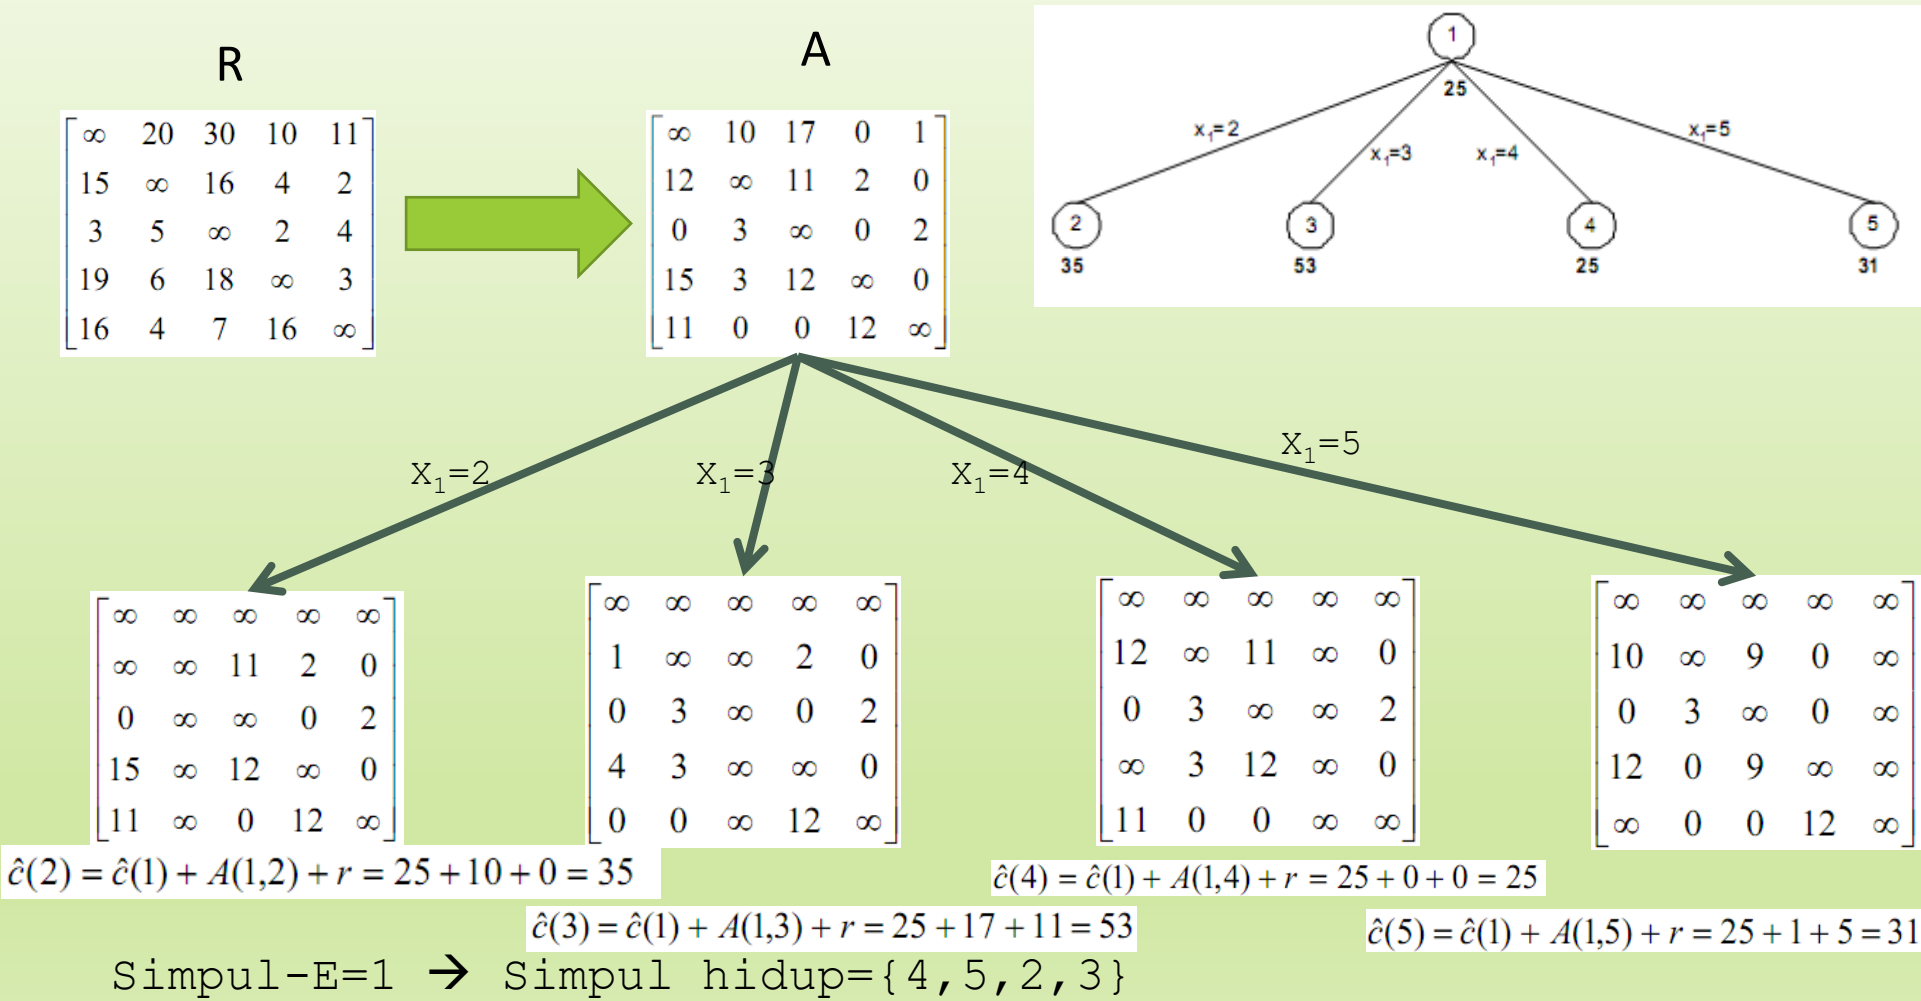 R
A
∞ 20 30 10 11
15 ∞ 16 4 2
3 5 ∞ 2 4
19 6 18 ∞ 3
16 4 7 16 ∞
∞ 10 17 0 1
12 ∞ 11 2 0
0 3 ∞ 0 2
15 3 12 ∞ 0
11 0 0 12 ∞
1
25
x₁=2
x₁=3
x₁=4
x₁=5
2
3
4
5
35
53
25
31
X₁=2
X₁=3
X₁=4
X₁=5
∞ ∞ ∞ ∞ ∞
∞ ∞ 11 2 0
0 ∞ ∞ 0 2
15 ∞ 12 ∞ 0
11 ∞ 0 12 ∞
∞ ∞ ∞ ∞ ∞
1 ∞ ∞ 2 0
0 3 ∞ 0 2
4 3 ∞ ∞ 0
0 0 ∞ 12 ∞
∞ ∞ ∞ ∞ ∞
12 ∞ 11 ∞ 0
0 3 ∞ ∞ 2
∞ 3 12 ∞ 0
11 0 0 ∞ ∞
∞ ∞ ∞ ∞ ∞
10 ∞ 9 0 ∞
0 3 ∞ 0 ∞
12 0 9 ∞ ∞
∞ 0 0 12 ∞
ĉ(2) = ĉ(1) + A(1,2) + r = 25 + 10 + 0 = 35
ĉ(4) = ĉ(1) + A(1,4) + r = 25 + 0 + 0 = 25
ĉ(3) = ĉ(1) + A(1,3) + r = 25 + 17 + 11 = 53
ĉ(5) = ĉ(1) + A(1,5) + r = 25 + 1 + 5 = 31
Simpul-E=1 → Simpul hidup={4,5,2,3}